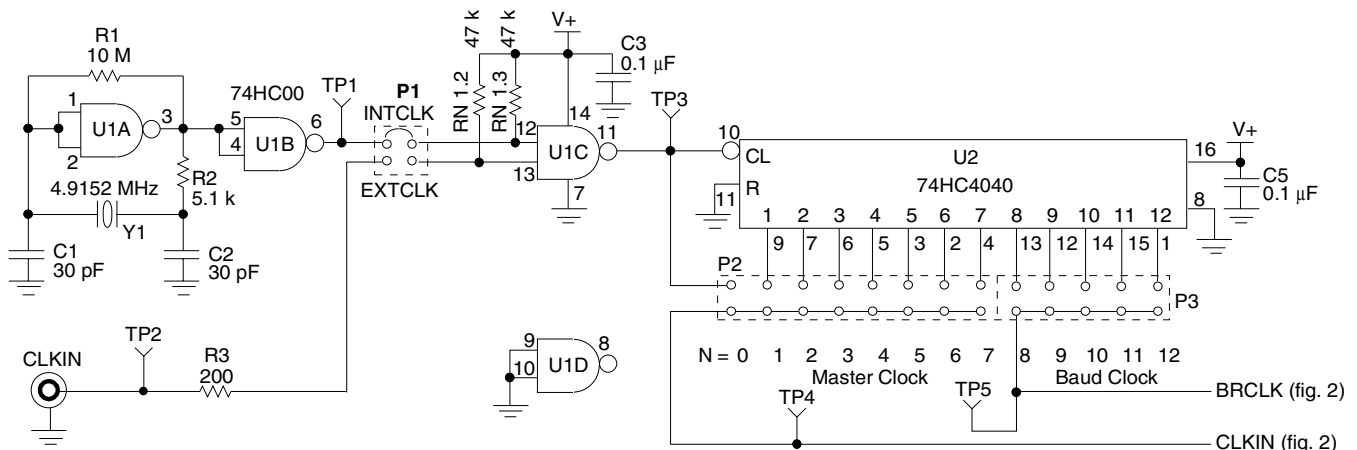 R1
10 M
1
2
3
U1A
74HC00
5
4
6
U1B
TP1
P1
INTCLK
EXTCLK
47 k
47 k
RN 1.2
RN 1.3
V+
C3
0.1 µF
14
12
13
11
U1C
7
TP3
R2
5.1 k
4.9152 MHz
Y1
C1
30 pF
C2
30 pF
10
CL
R
11
U2
74HC4040
16
V+
C5
0.1 µF
8
1 2 3 4 5 6 7 8 9 10 11 12
9 7 6 5 3 2 4 13 12 14 15 1
P2
P3
CLKIN
TP2
R3
200
9
10
8
U1D
N = 0 1 2 3 4 5 6 7 8 9 10 11 12
Master Clock
Baud Clock
TP4
TP5
BRCLK (fig. 2)
CLKIN (fig. 2)